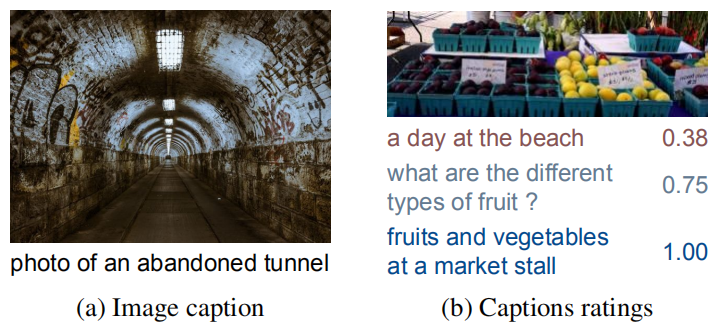 photo of an abandoned tunnel
(a) Image caption
a day at the beach 0.38
what are the different
types of fruit ? 0.75
fruits and vegetables
at a market stall 1.00
(b) Captions ratings